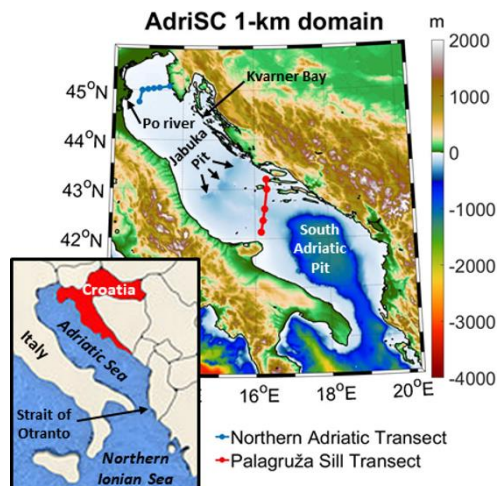 AdriSC 1-km domain
m
2000
1000
0
-1000
-2000
-3000
-4000
45°N
44°N
43°N
42°N
Kvarner Bay
Po river
Jabuka
Pit
South
Adriatic
Pit
16°E
18°E
20°E
Croatia
Italy
Adriatic Sea
Strait of
Otranto
Northern
Ionian Sea
Northern Adriatic Transect
Palagruža Sill Transect